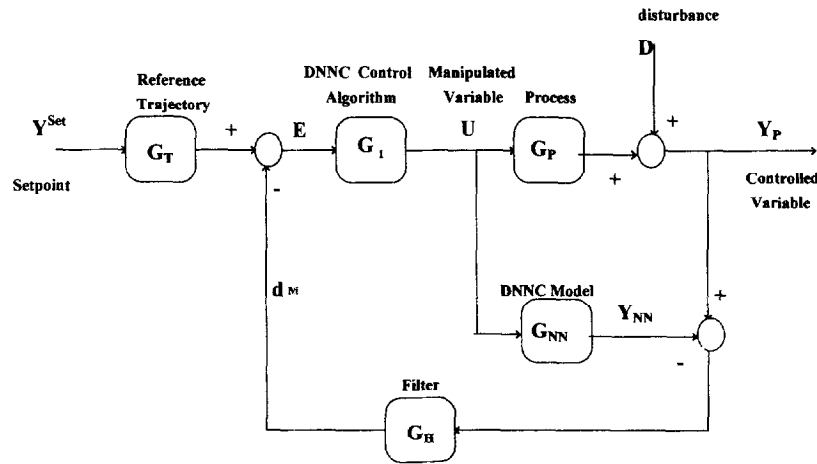 disturbance
D
Reference
Trajectory
DNNC Control
Algorithm
Manipulated
Variable
Process
Y^Set
+
E
U
+
Y_P
G_T
G_I
G_P
Setpoint
-
+
Controlled
Variable
d_M
DNNC Model
+
G_NN
Y_NN
-
Filter
G_H